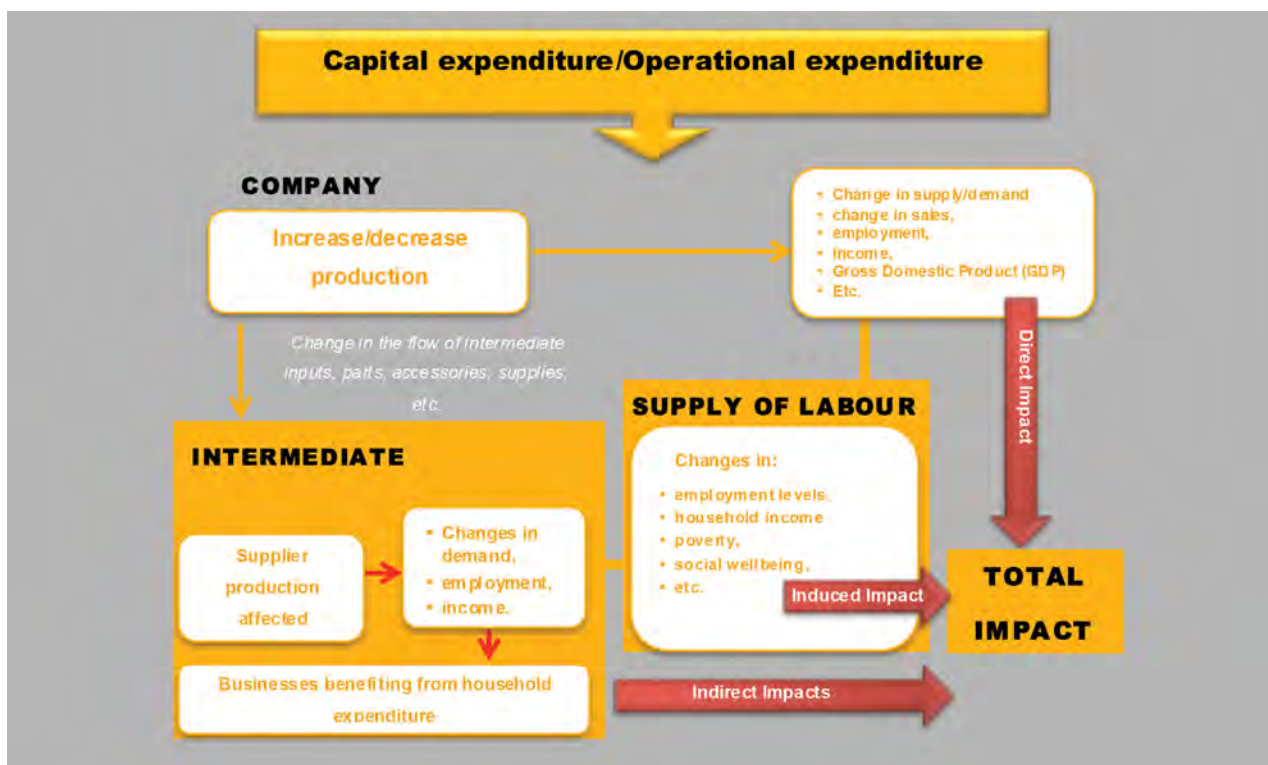 Capital expenditure/Operational expenditure
COMPANY
Increase/decrease
production
• Change in supply/demand
• change in sales,
• employment,
• income,
• Gross Domestic Product (GDP)
• Etc.
Change in the flow of intermediate
inputs, parts, accessories, supplies,
etc.
Direct Impact
INTERMEDIATE
Supplier
production
affected
• Changes in
demand,
• employment,
• income.
Businesses benefiting from household
expenditure
SUPPLY OF LABOUR
Changes in:
• employment levels,
• household income
• poverty,
• social wellbeing,
• etc.
Induced Impact
Indirect Impacts
TOTAL
IMPACT